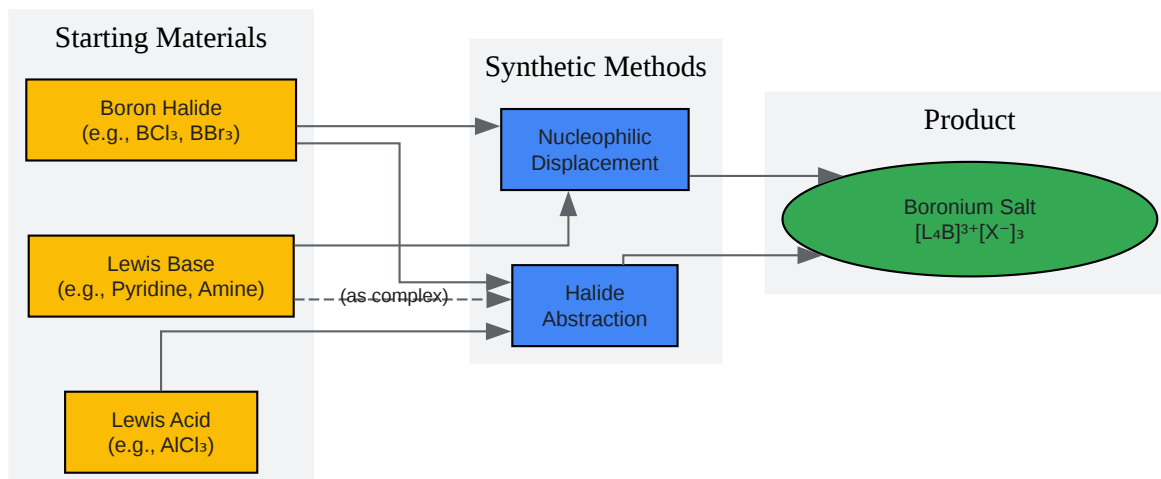 Starting Materials
Boron Halide
(e.g., BCl₃, BBr₃)
Lewis Base
(e.g., Pyridine, Amine)
(as complex)
Lewis Acid
(e.g., AlCl₃)
Synthetic Methods
Nucleophilic
Displacement
Halide
Abstraction
Product
Boronium Salt
[L₄B]³⁺[X⁻]₃